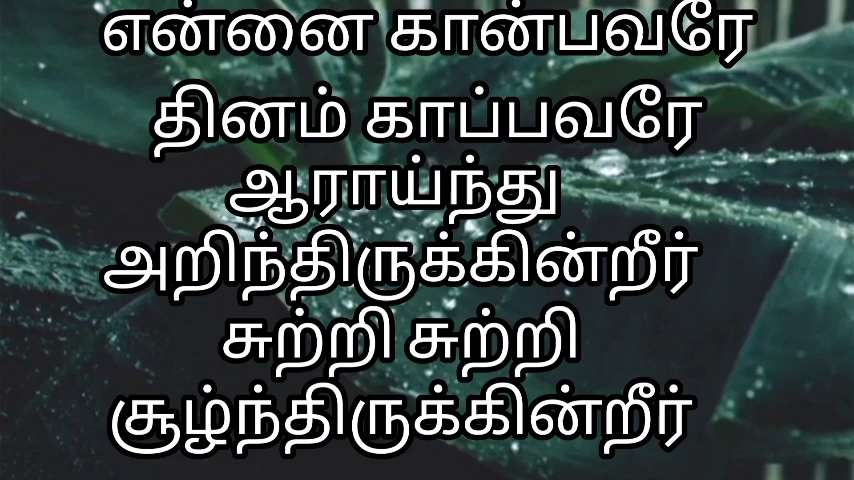 என்னை கான்பவரே
தினம் காப்பவரே
ஆராய்ந்து
அறிந்திருக்கின்றீர்
சுற்றி சுற்றி
சூழ்ந்திருக்கின்றீர்